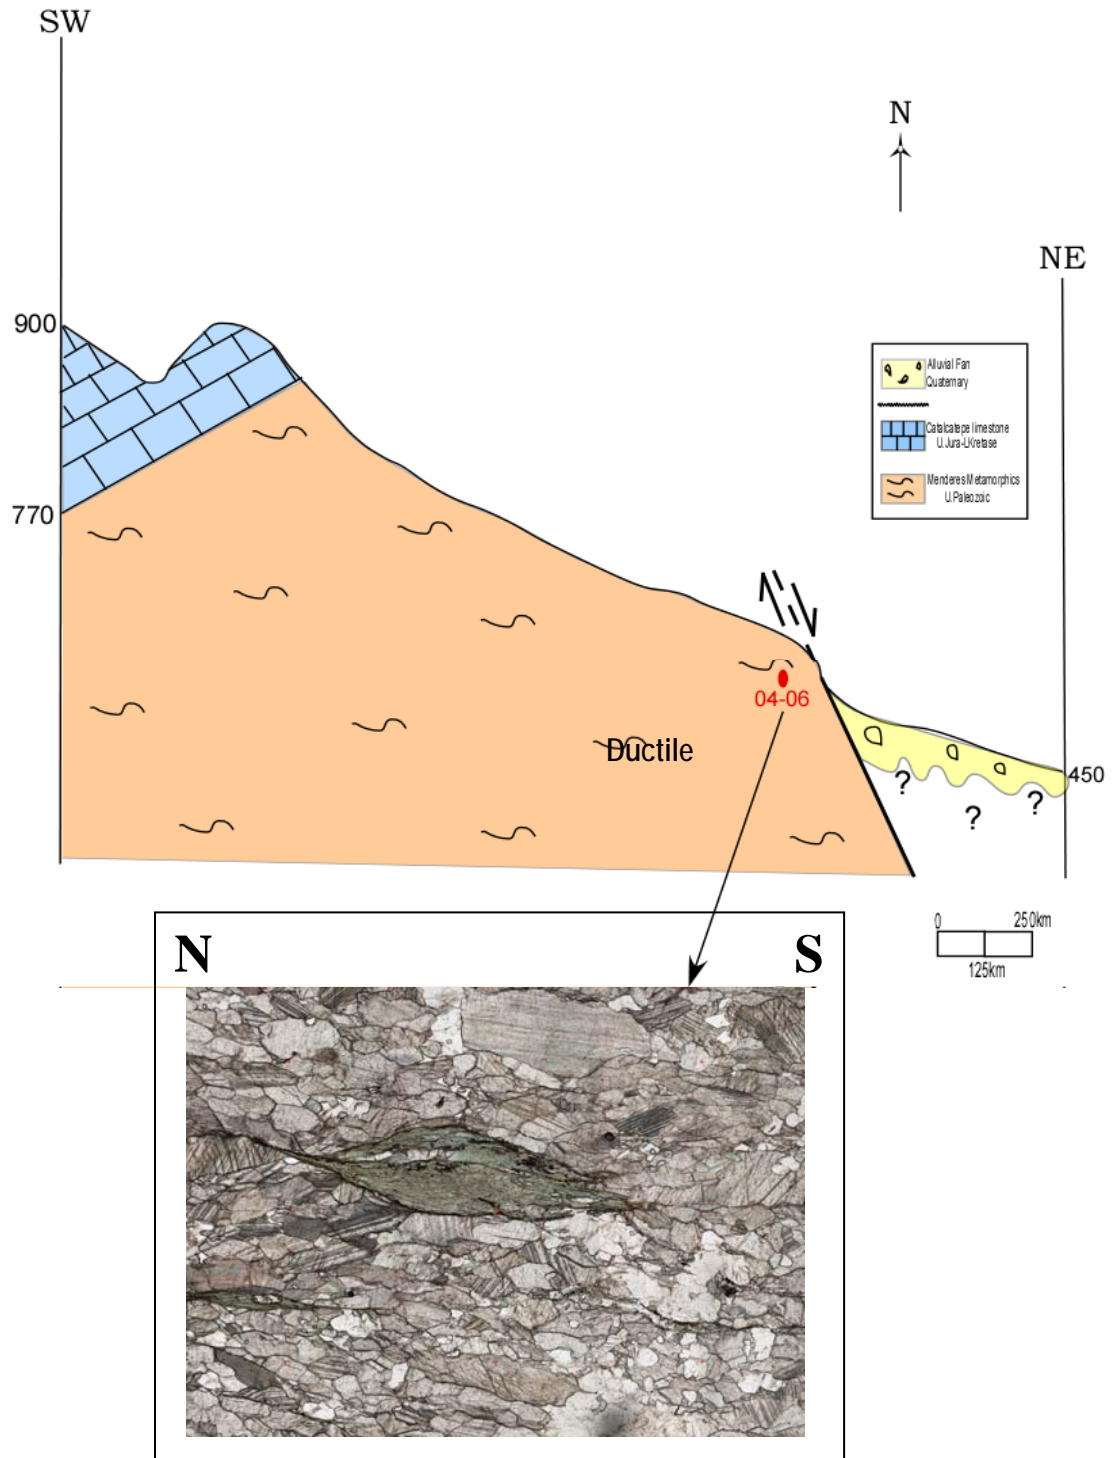 SW
N
NE
900
Alluvial Fan
Quaternary
Catalcatepe limestone
U.Jura-L.Kretase
Menderes Metamorphics
U.Paleozoic
770
04-06
Ductile
450
?
?
?
0
250km
125km
N
S